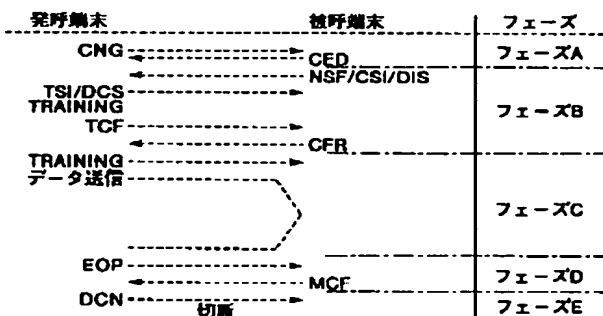 発呼端末 被呼端末 フェーズ
CNG フェーズA
CED
NSF/CSI/DIS
TSI/DCS
TRAINING フェーズB
TCF
CFR
TRAINING
データ送信
フェーズC
EOP
MCF フェーズD
DCN フェーズE
切断